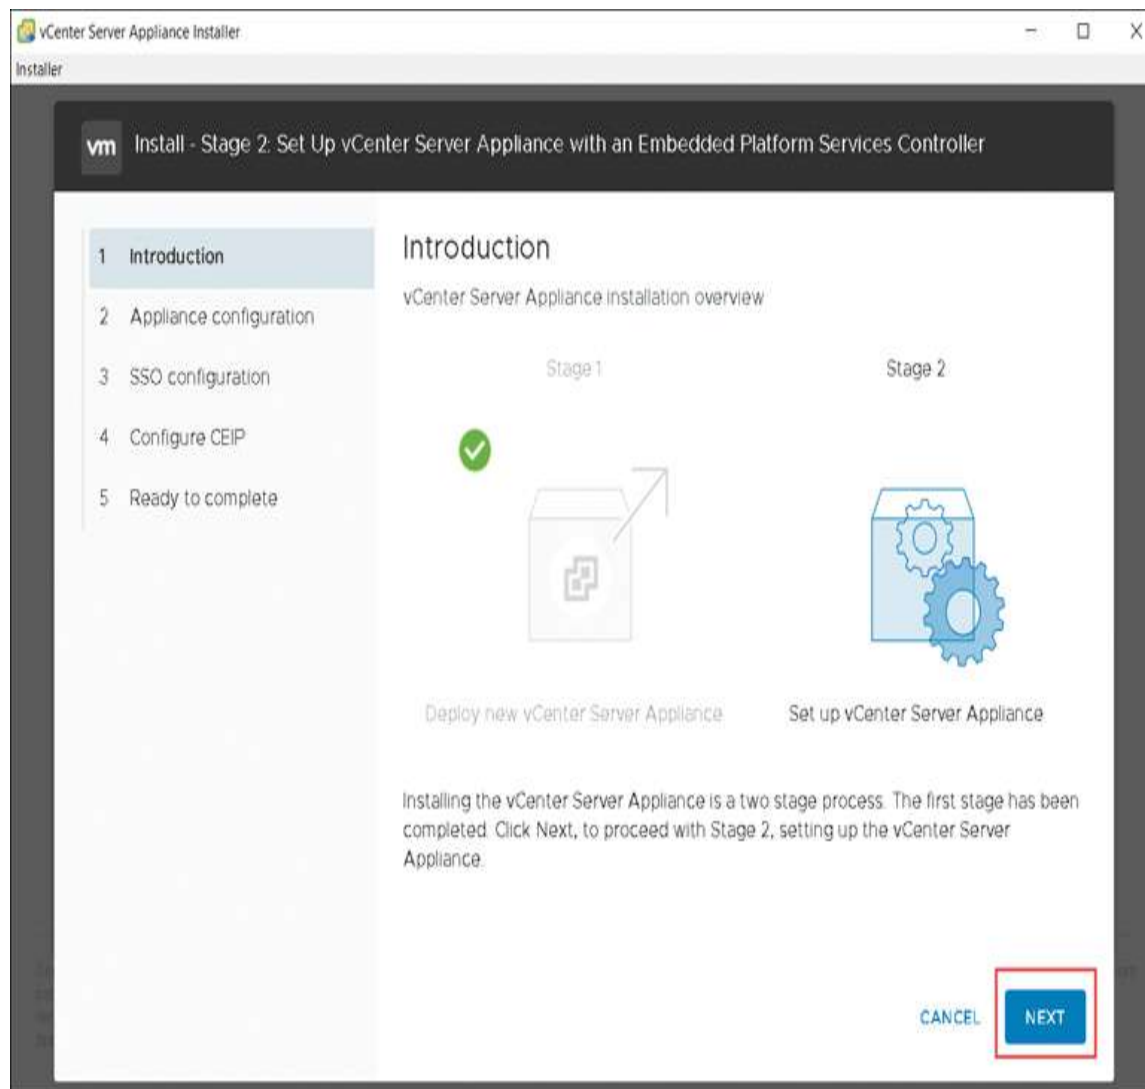 vCenter Server Appliance Installer
Installer
vm Install - Stage 2: Set Up vCenter Server Appliance with an Embedded Platform Services Controller
1 Introduction
2 Appliance configuration
3 SSO configuration
4 Configure CEIP
5 Ready to complete
Introduction
vCenter Server Appliance installation overview
Stage 1
Stage 2
Deploy new vCenter Server Appliance
Set up vCenter Server Appliance
Installing the vCenter Server Appliance is a two stage process. The first stage has been
completed. Click Next, to proceed with Stage 2, setting up the vCenter Server
Appliance.
CANCEL
NEXT